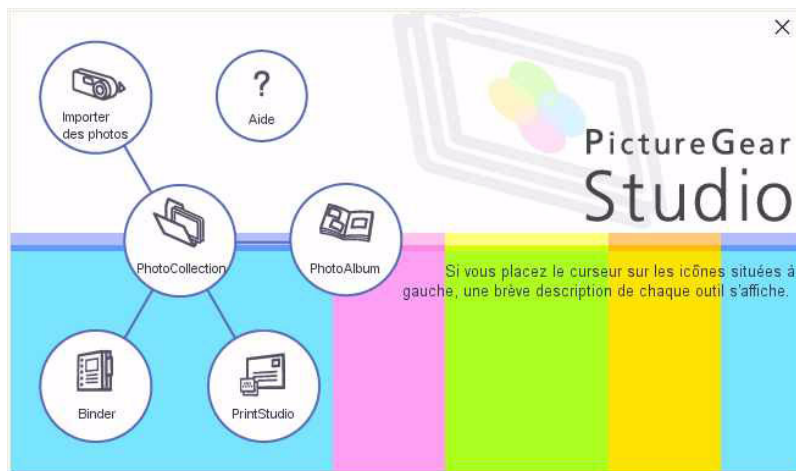 Importer
des photos
?
Aide
PictureGear
Studio
PhotoCollection
PhotoAlbum
Si vous placez le curseur sur les icônes situées à
gauche, une brève description de chaque outil s'affiche.
Binder
PrintStudio